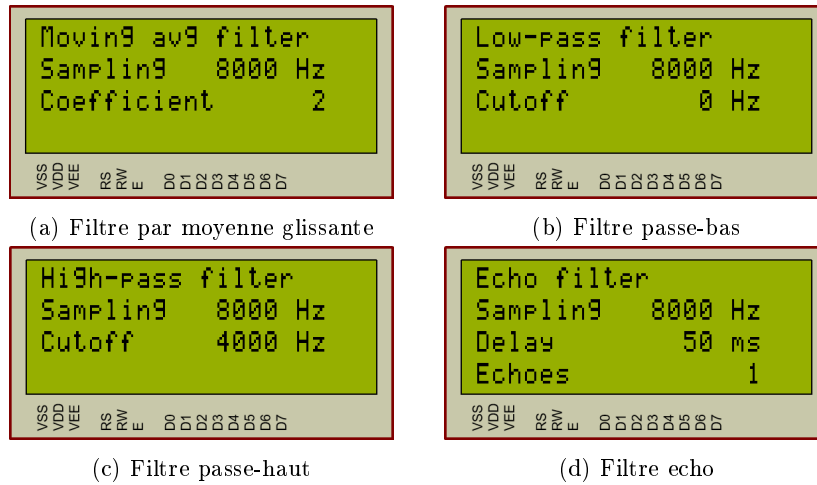 Moving avg filter
Sampling 8000 Hz
Coefficient 2
VSS VDD VEE RS RW E D0 D1 D2 D3 D4 D5 D6 D7
(a) Filtre par moyenne glissante
Low-pass filter
Sampling 8000 Hz
Cutoff 0 Hz
VSS VDD VEE RS RW E D0 D1 D2 D3 D4 D5 D6 D7
(b) Filtre passe-bas
High-pass filter
Sampling 8000 Hz
Cutoff 4000 Hz
VSS VDD VEE RS RW E D0 D1 D2 D3 D4 D5 D6 D7
(c) Filtre passe-haut
Echo filter
Sampling 8000 Hz
Delay 50 ms
Echoes 1
VSS VDD VEE RS RW E D0 D1 D2 D3 D4 D5 D6 D7
(d) Filtre echo